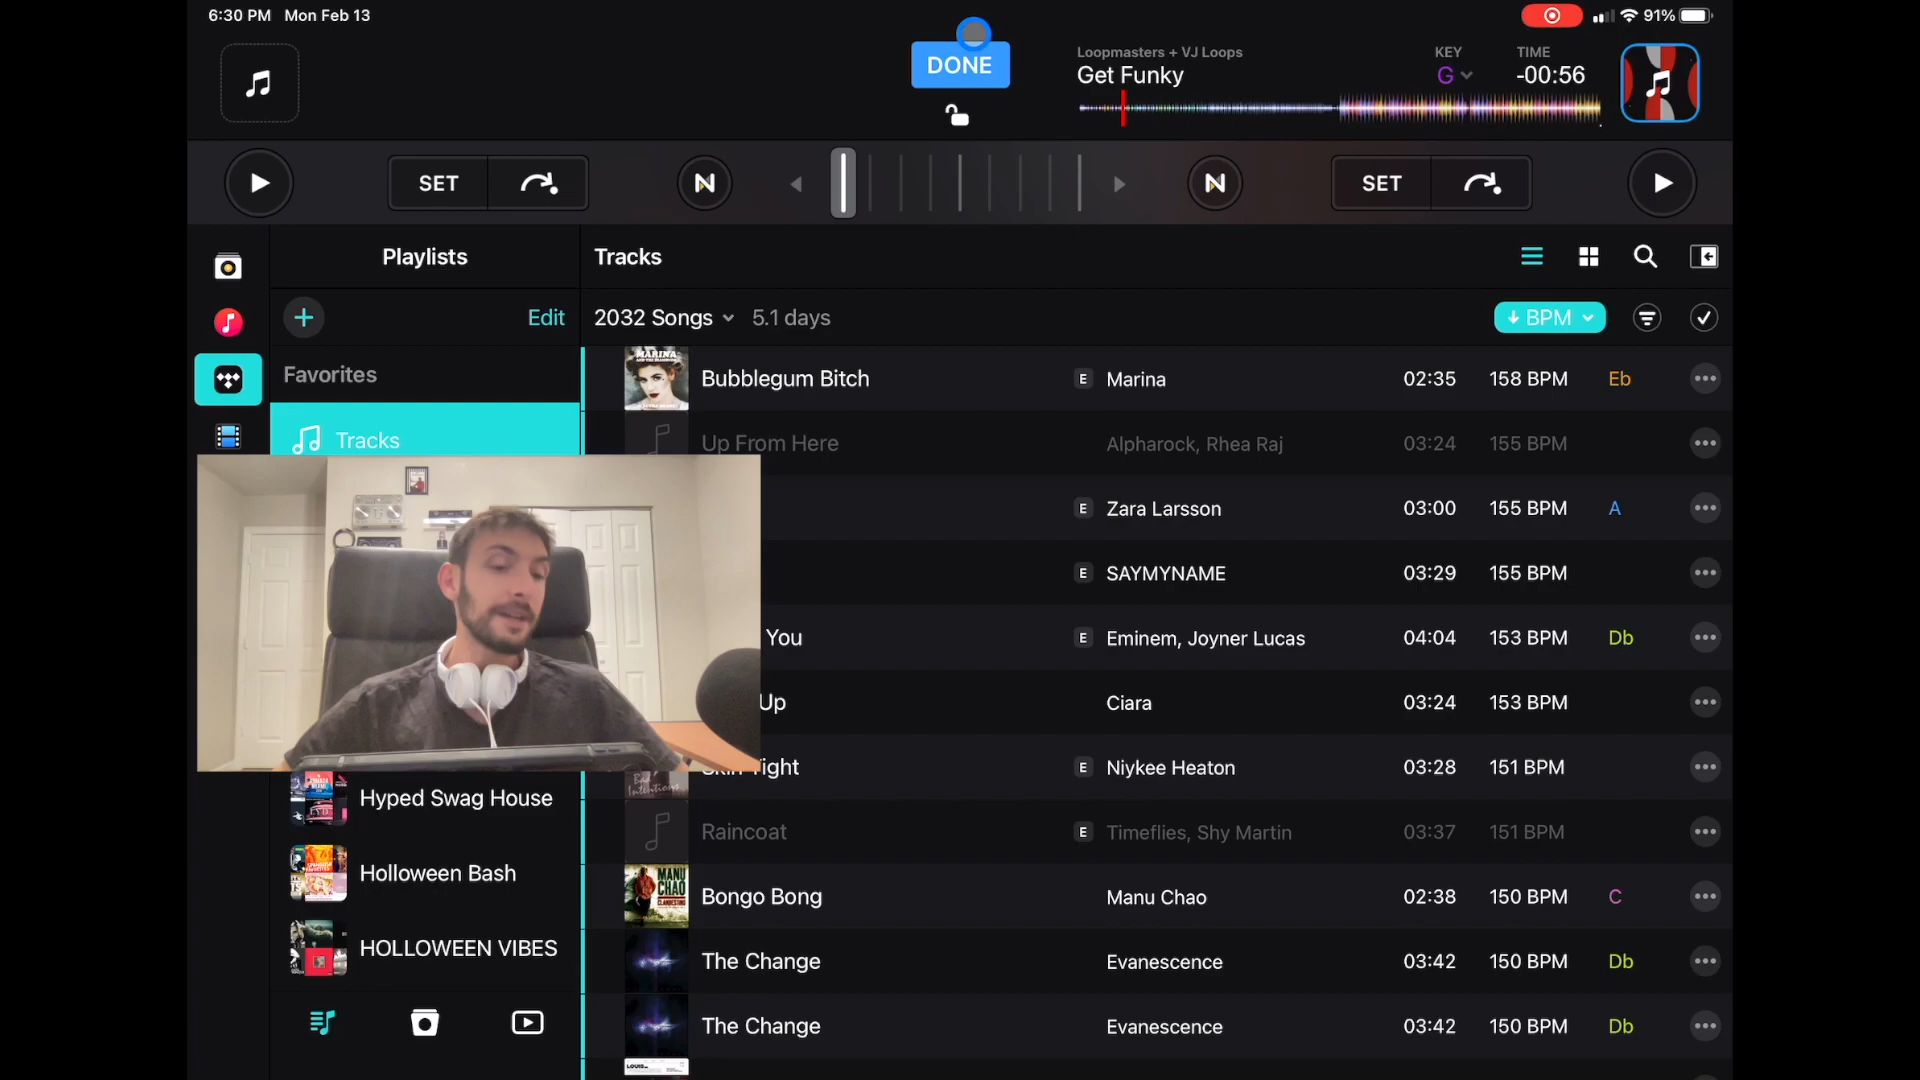 6:30 PM Mon Feb 13
91%
DONE
Loopmasters + VJ Loops
Get Funky
KEY
G
TIME
-00:56
SET
SET
Playlists
Edit
Favorites
Tracks
Hyped Swag House
Holloween Bash
HOLLOWEEN VIBES
Tracks
2032 Songs
5.1 days
BPM
Bubblegum Bitch E Marina 02:35 158 BPM Eb
Up From Here Alpharock, Rhea Raj 03:24 155 BPM
E Zara Larsson 03:00 155 BPM A
E SAYMYNAME 03:29 155 BPM
You E Eminem, Joyner Lucas 04:04 153 BPM Db
Up Ciara 03:24 153 BPM
E Niykee Heaton 03:28 151 BPM
Raincoat E Timeflies, Shy Martin 03:37 151 BPM
Bongo Bong Manu Chao 02:38 150 BPM C
The Change Evanescence 03:42 150 BPM Db
The Change Evanescence 03:42 150 BPM Db
MARINA
Bad
Intentions
MANU
CHAO
CLANDESTINO